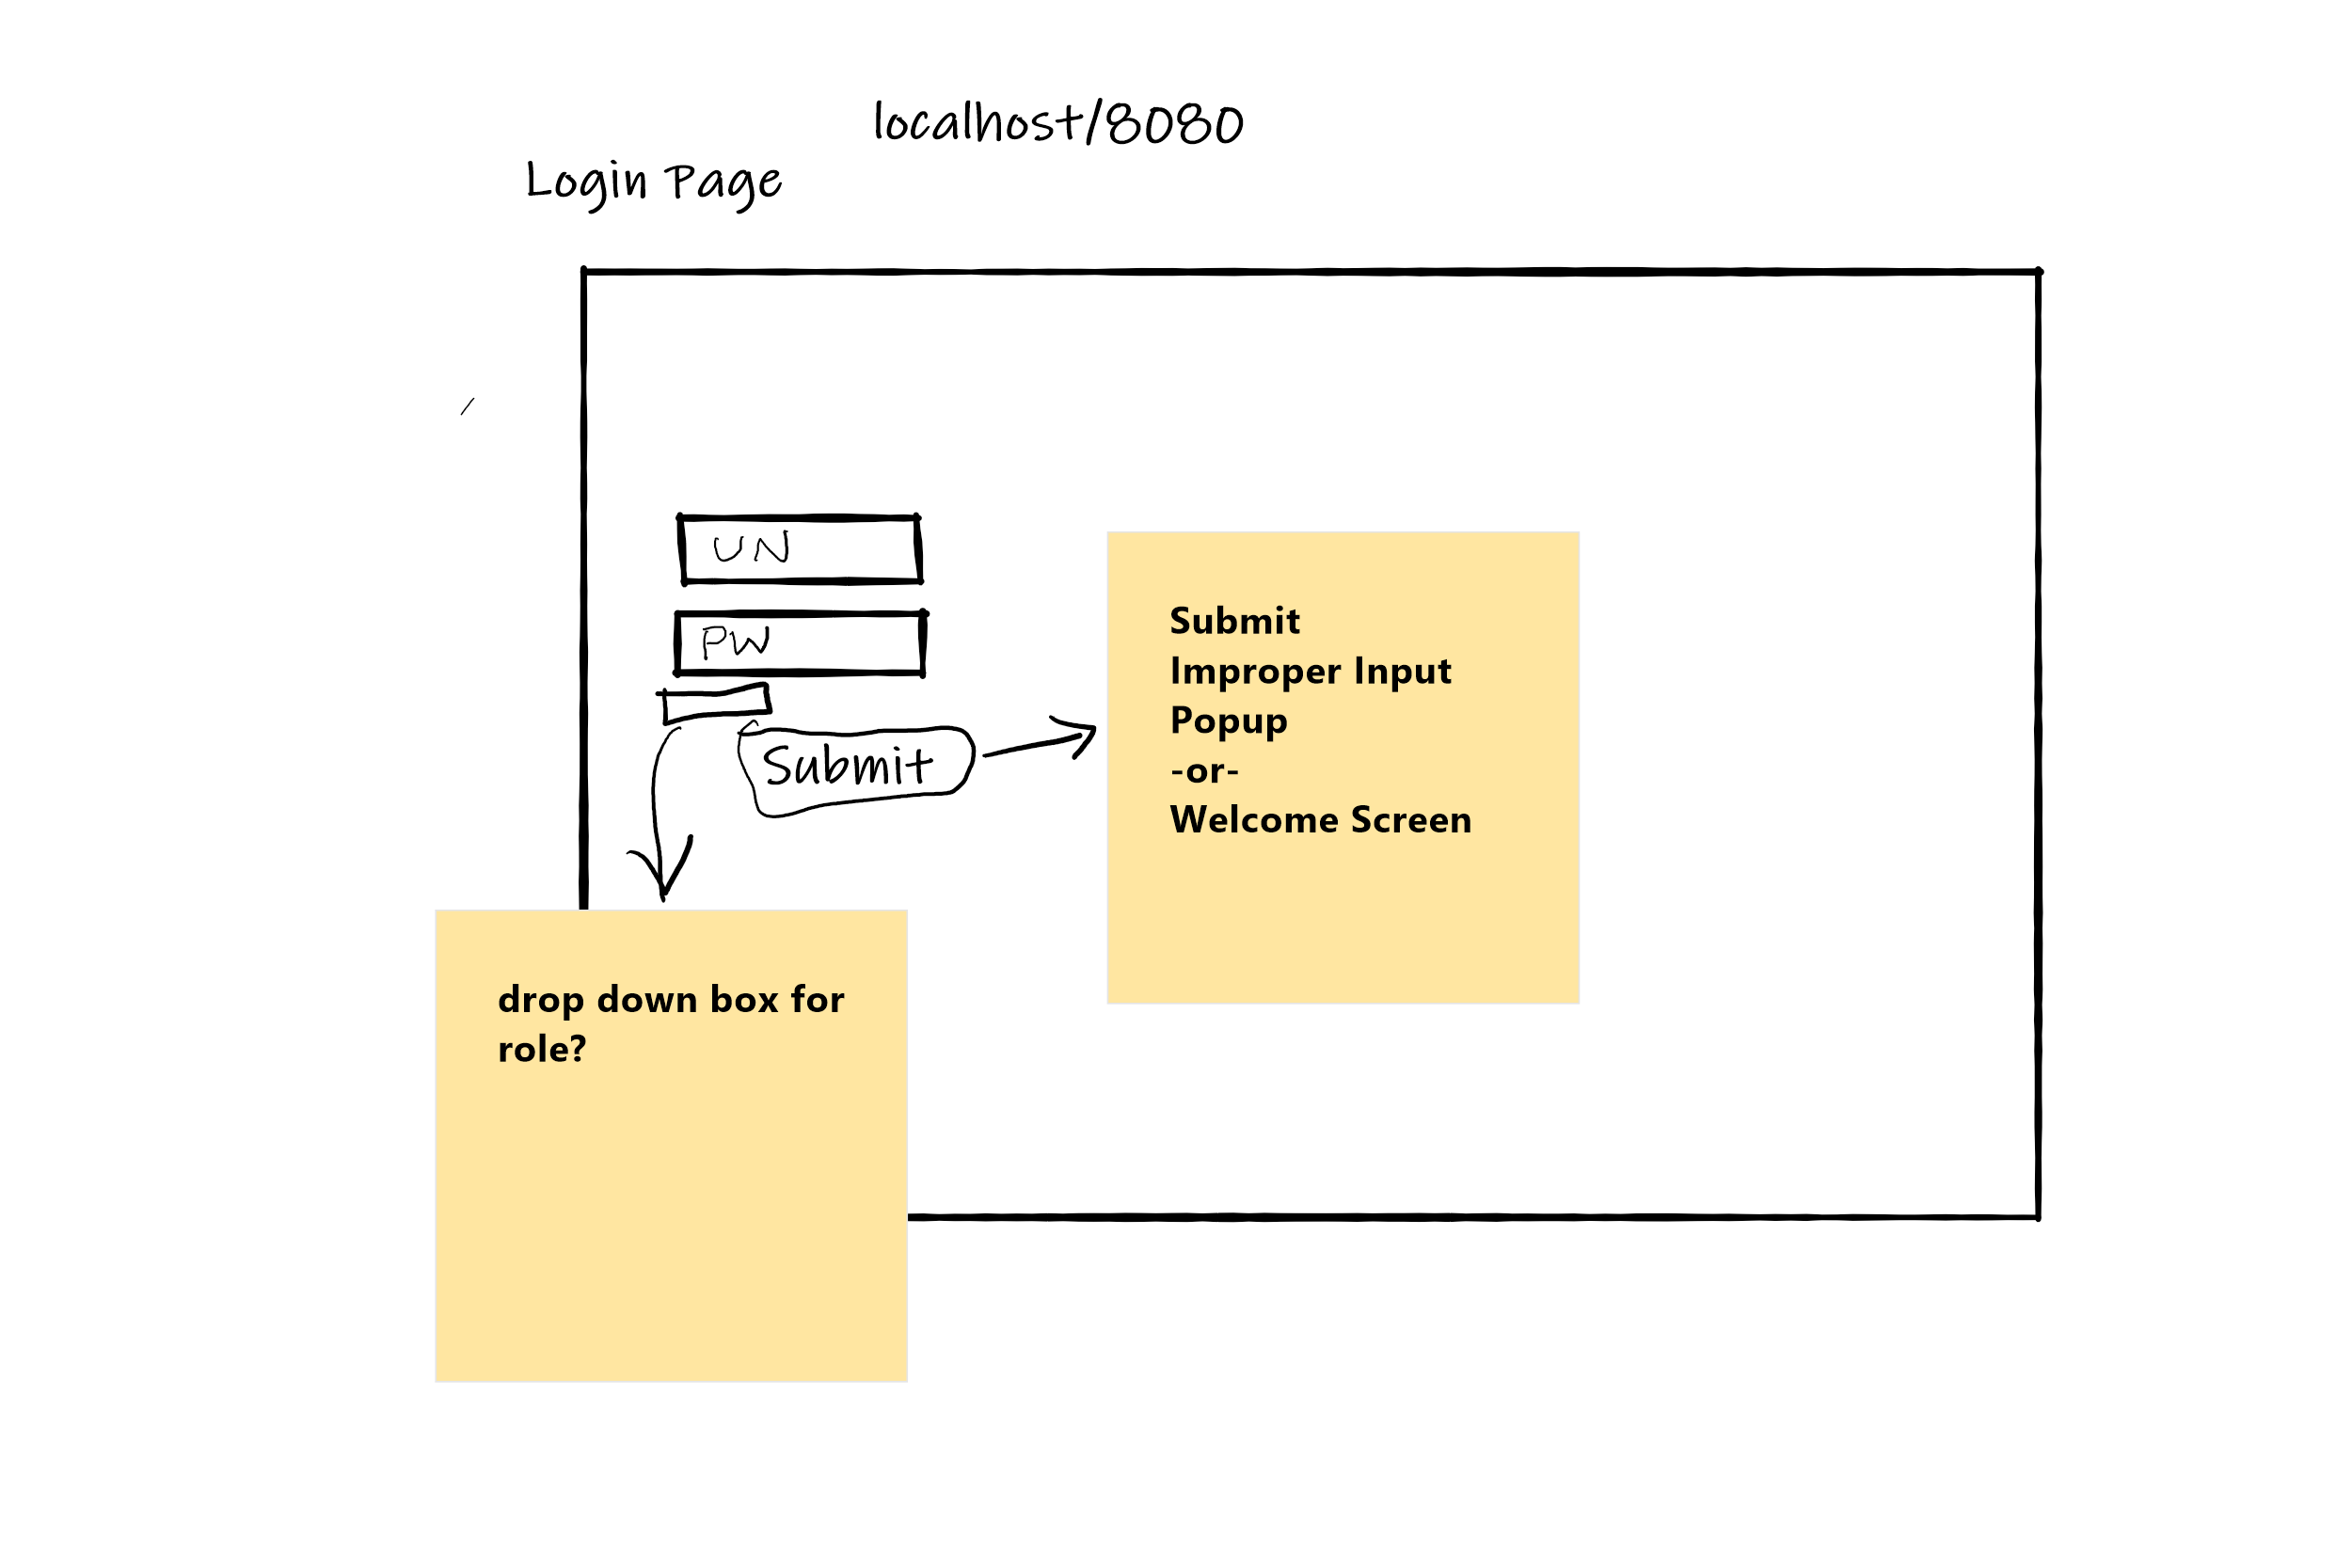 localhost/8080
Login Page
UN
PW
Submit
Submit
Improper Input
Popup
-or-
Welcome Screen
drop down box for
role?